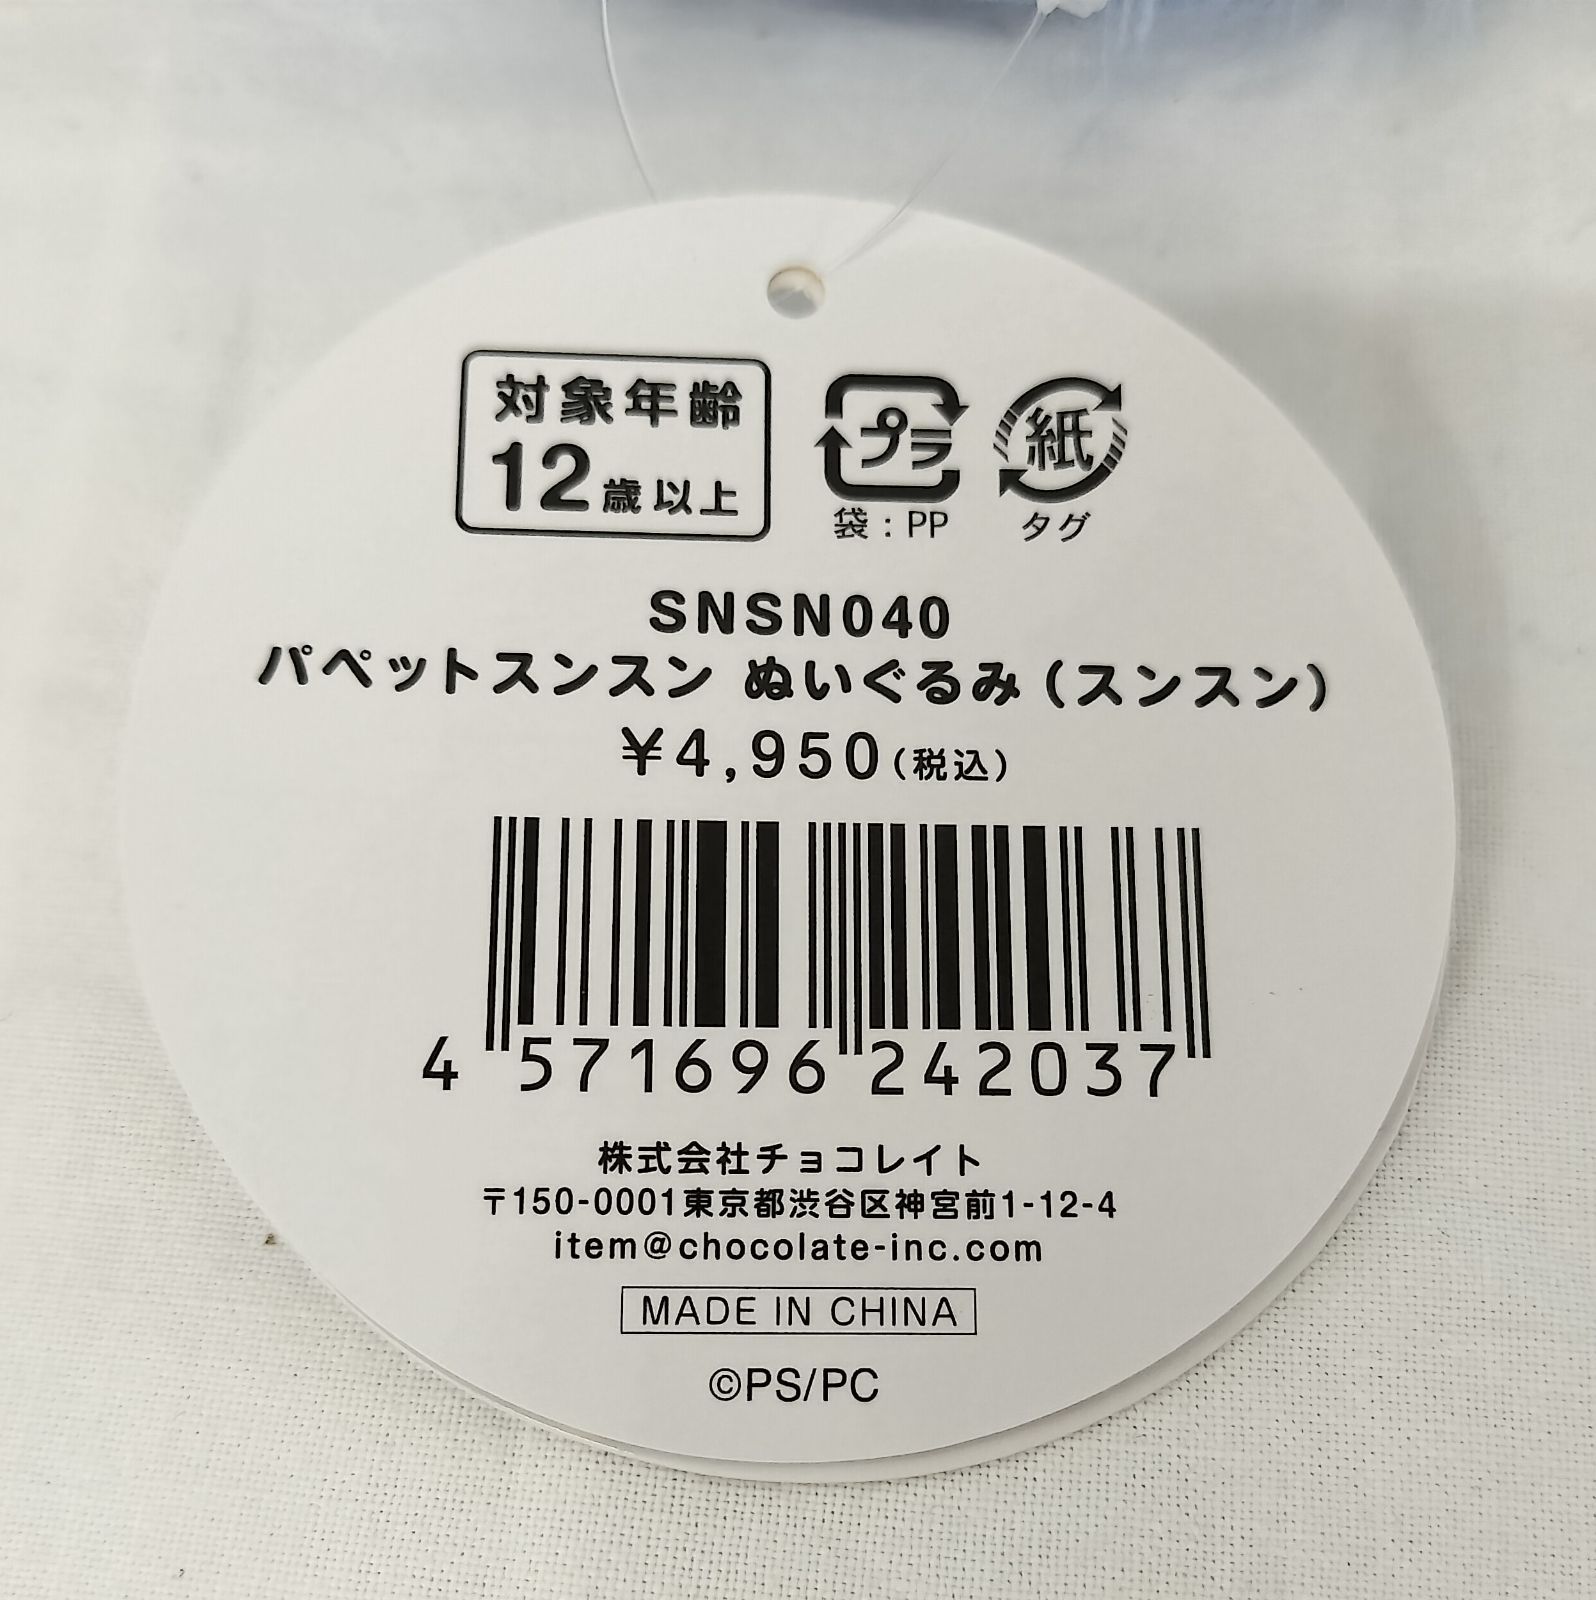 対象年齢
12歳以上
プラ
袋：PP
紙
タグ
SNSN040
パペットスンスン ぬいぐるみ（スンスン）
¥4,950（税込）
4 571696 242037
株式会社チョコレイト
〒150-0001東京都渋谷区神宮前1-12-4
item@chocolate-inc.com
MADE IN CHINA
©PS/PC